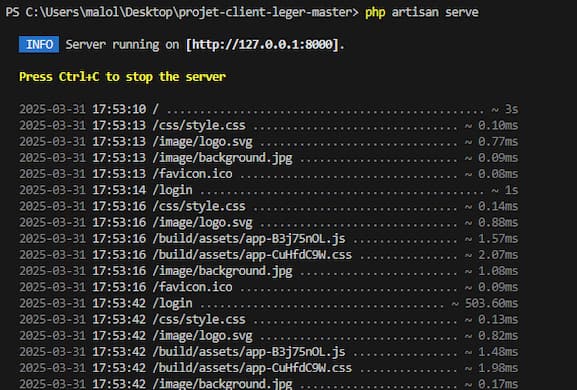 PS C:\Users\malol\Desktop\projet-client-leger-master> php artisan serve
INFO Server running on [http://127.0.0.1:8000].
Press Ctrl+C to stop the server
2025-03-31 17:53:10 / ................................................. ~ 3s
2025-03-31 17:53:13 /css/style.css ................................ ~ 0.10ms
2025-03-31 17:53:13 /image/logo.svg ............................... ~ 0.77ms
2025-03-31 17:53:13 /image/background.jpg ......................... ~ 0.09ms
2025-03-31 17:53:13 /favicon.ico .................................. ~ 0.08ms
2025-03-31 17:53:14 /login ............................................ ~ 1s
2025-03-31 17:53:16 /css/style.css ................................ ~ 0.14ms
2025-03-31 17:53:16 /image/logo.svg ............................... ~ 0.88ms
2025-03-31 17:53:16 /build/assets/app-B3j75nOL.js ................. ~ 1.57ms
2025-03-31 17:53:16 /build/assets/app-CuHfdC9W.css ................ ~ 2.07ms
2025-03-31 17:53:16 /image/background.jpg ......................... ~ 1.08ms
2025-03-31 17:53:16 /favicon.ico .................................. ~ 0.09ms
2025-03-31 17:53:42 /login ...................................... ~ 503.60ms
2025-03-31 17:53:42 /css/style.css ................................ ~ 0.13ms
2025-03-31 17:53:42 /image/logo.svg ............................... ~ 0.82ms
2025-03-31 17:53:42 /build/assets/app-B3j75nOL.js ................. ~ 1.48ms
2025-03-31 17:53:42 /build/assets/app-CuHfdC9W.css ................ ~ 1.98ms
2025-03-31 17:53:42 /image/background.jpg ......................... ~ 0.17ms